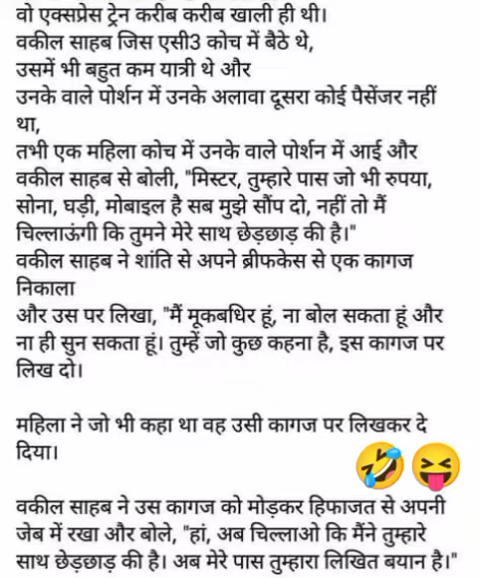 वो एक्सप्रेस ट्रेन करीब करीब खाली ही थी।
वकील साहब जिस एसी3 कोच में बैठे थे,
उसमें भी बहुत कम यात्री थे और
उनके वाले पोर्शन में उनके अलावा दूसरा कोई पैसेंजर नहीं
था,
तभी एक महिला कोच में उनके वाले पोर्शन में आई और
वकील साहब से बोली, "मिस्टर, तुम्हारे पास जो भी रुपया,
सोना, घड़ी, मोबाइल है सब मुझे सौंप दो, नहीं तो मैं
चिल्लाऊंगी कि तुमने मेरे साथ छेड़छाड़ की है।"
वकील साहब ने शांति से अपने ब्रीफकेस से एक कागज
निकाला
और उस पर लिखा, "मैं मूकबधिर हूं, ना बोल सकता हूं और
ना ही सुन सकता हूं। तुम्हें जो कुछ कहना है, इस कागज पर
लिख दो।
महिला ने जो भी कहा था वह उसी कागज पर लिखकर दे
दिया।
🤣😝
वकील साहब ने उस कागज को मोड़कर हिफाजत से अपनी
जेब में रखा और बोले, "हां, अब चिल्लाओ कि मैंने तुम्हारे
साथ छेड़छाड़ की है। अब मेरे पास तुम्हारा लिखित बयान है।"